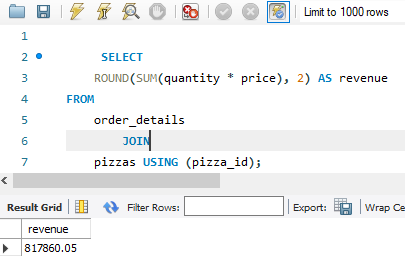 Limit to 1000 rows
1
2 SELECT
3 ROUND(SUM(quantity * price), 2) AS revenue
4 FROM
5 order_details
6 JOIN
7 pizzas USING (pizza_id);
Result Grid Filter Rows: Export: Wrap Ce
revenue
817860.05